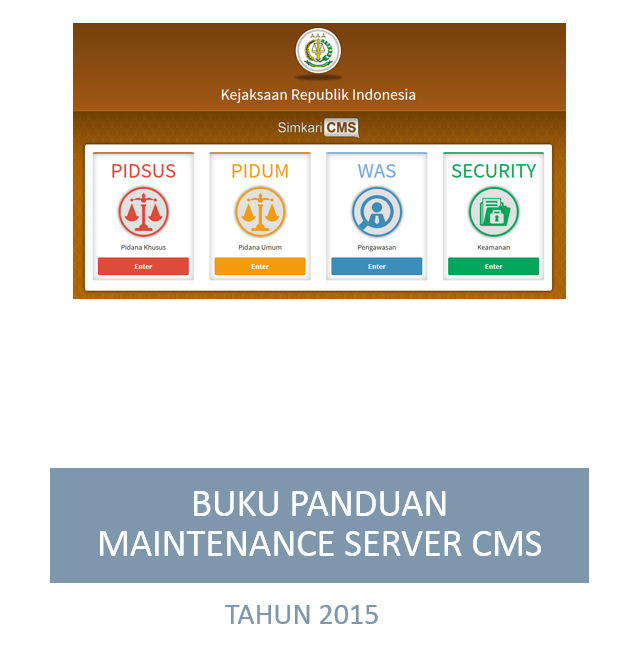 Kejaksaan Republik Indonesia
Simkari CMS
PIDSUS
Pidana Khusus
Enter
PIDUM
Pidana Umum
Enter
WAS
Pengawasan
Enter
SECURITY
Keamanan
Enter
BUKU PANDUAN
MAINTENANCE SERVER CMS
TAHUN 2015